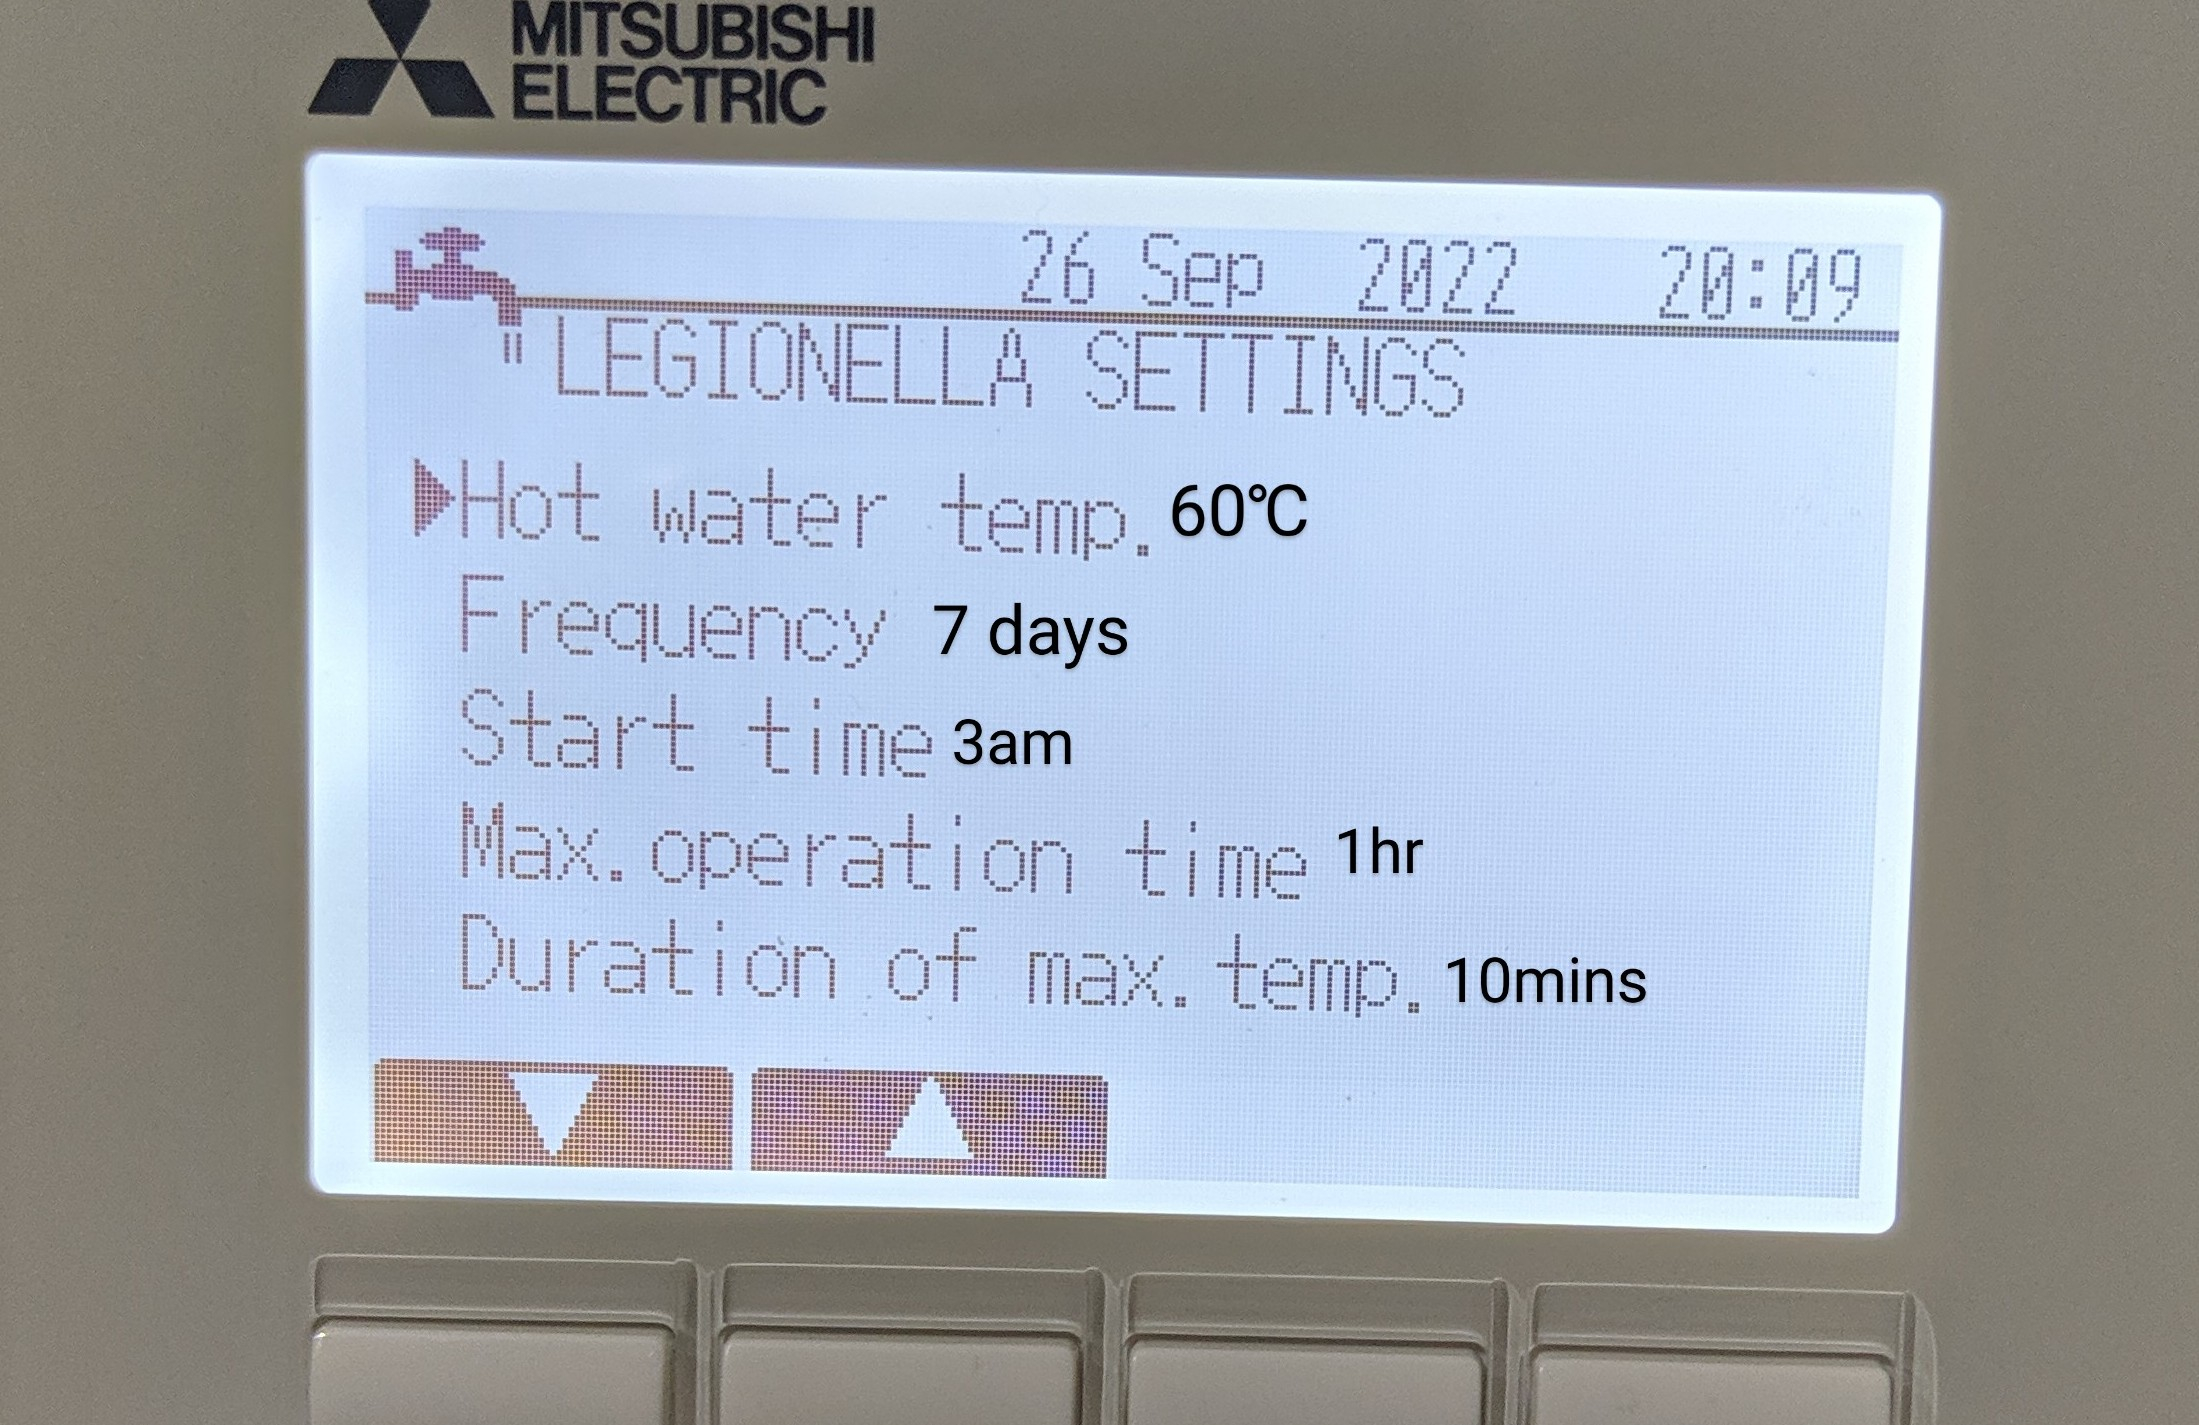 MITSUBISHI
ELECTRIC
26 Sep 2022 20:09
LEGIONELLA SETTINGS
Hot water temp. 60℃
Frequency 7 days
Start time 3am
Max.operation time 1hr
Duration of max.temp. 10mins